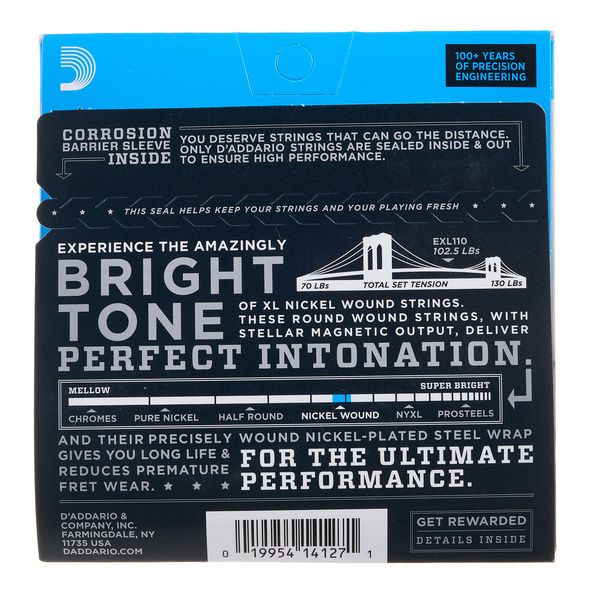 100+ YEARS
OF PRECISION
ENGINEERING
CORROSION
BARRIER SLEEVE
INSIDE
YOU DESERVE STRINGS THAT CAN GO THE DISTANCE.
ONLY D'ADDARIO STRINGS ARE SEALED INSIDE & OUT
TO ENSURE HIGH PERFORMANCE.
THIS SEAL HELPS KEEP YOUR STRINGS AND YOUR PLAYING FRESH
EXPERIENCE THE AMAZINGLY
BRIGHT
TONE
EXL110
102.5 LBs
70 LBs
TOTAL SET TENSION
130 LBs
OF XL NICKEL WOUND STRINGS.
THESE ROUND WOUND STRINGS, WITH
STELLAR MAGNETIC OUTPUT, DELIVER
PERFECT INTONATION.
MELLOW
SUPER BRIGHT
CHROMES PURE NICKEL HALF ROUND NICKEL WOUND NYXL PROSTEELS
AND THEIR PRECISELY WOUND NICKEL-PLATED STEEL WRAP
GIVES YOU LONG LIFE &
REDUCES PREMATURE
FRET WEAR.
FOR THE ULTIMATE
PERFORMANCE.
D'ADDARIO &
COMPANY, INC.
FARMINGDALE, NY
11735 USA
DADDARIO.COM
0 19954 14127 1
GET REWARDED
DETAILS INSIDE